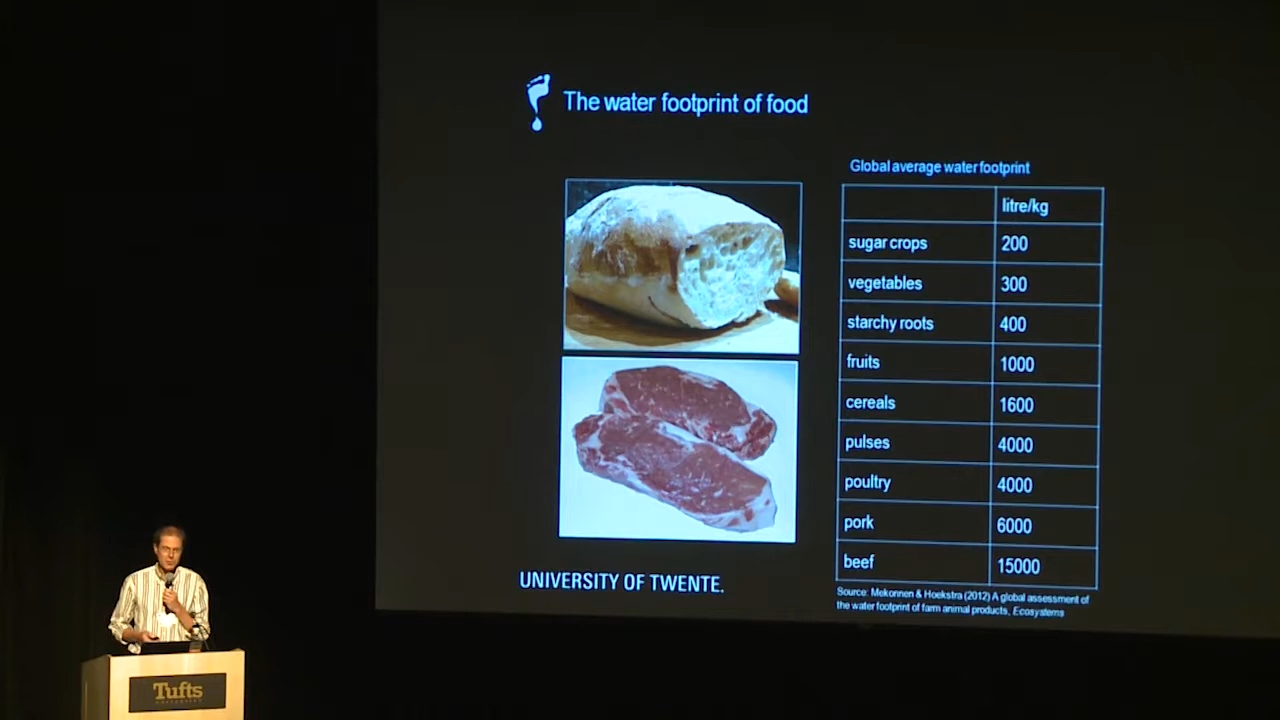 The water footprint of food
Global average water footprint
litre/kg
sugar crops 200
vegetables 300
starchy roots 400
fruits 1000
cereals 1600
pulses 4000
poultry 4000
pork 6000
beef 15000
Source: Mekonnen & Hoekstra (2012) A global assessment of
the water footprint of farm animal products, Ecosystems
UNIVERSITY OF TWENTE.
Tufts
UNIVERSITY